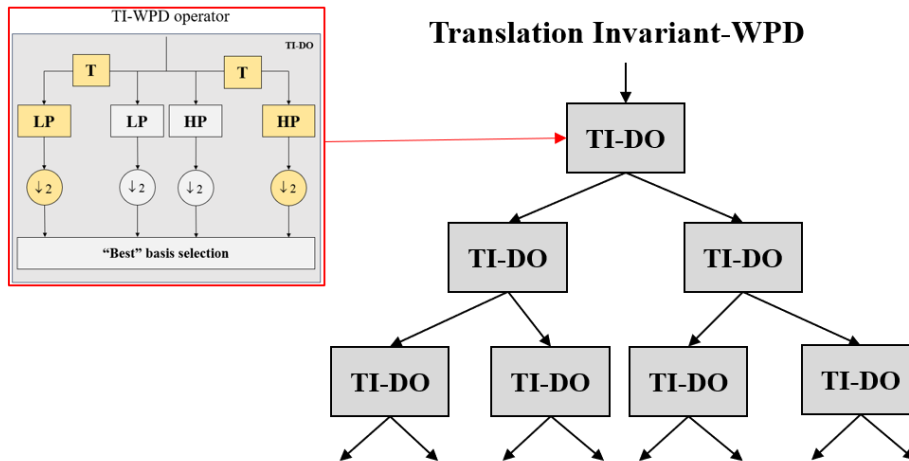 TI-WPD operator
TI-DO
T T
LP LP HP HP
↓2 ↓2 ↓2 ↓2
“Best” basis selection
Translation Invariant-WPD
TI-DO
TI-DO TI-DO
TI-DO TI-DO TI-DO TI-DO